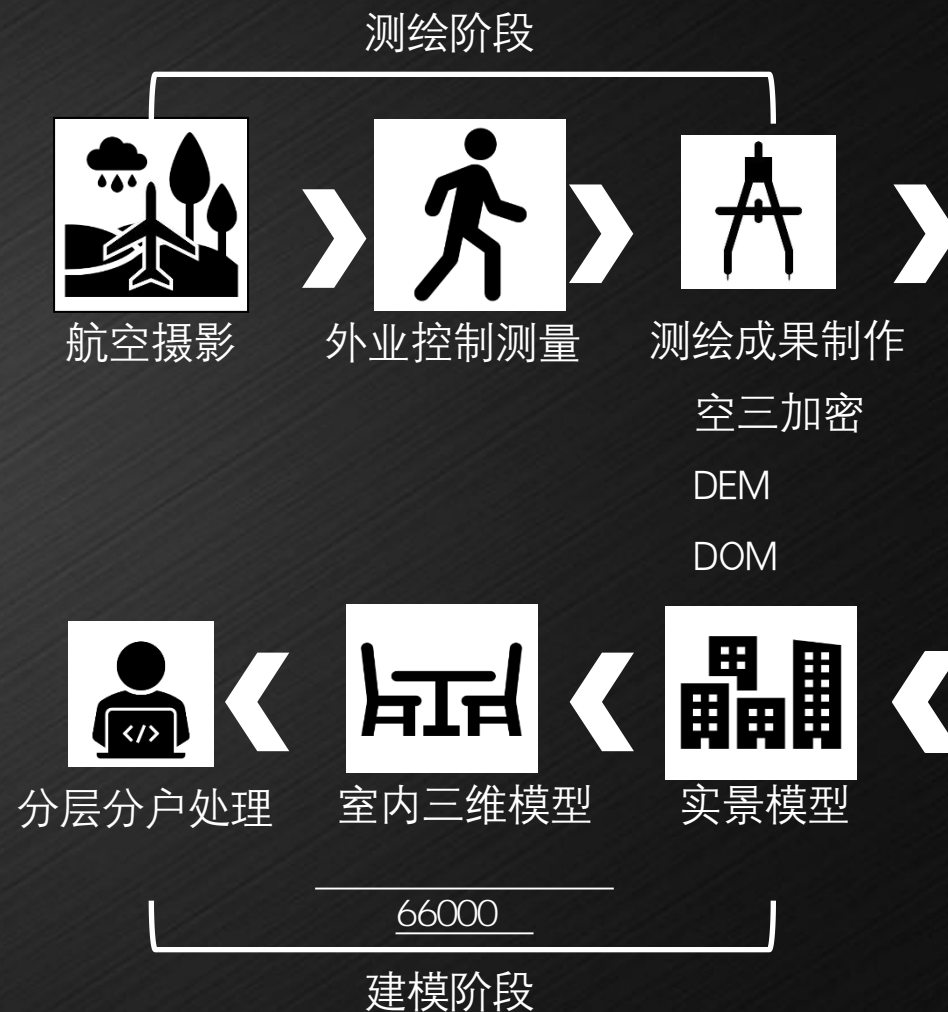 测绘阶段
航空摄影
外业控制测量
测绘成果制作
空三加密
DEM
DOM
</>
分层分户处理
室内三维模型
实景模型
66000
建模阶段